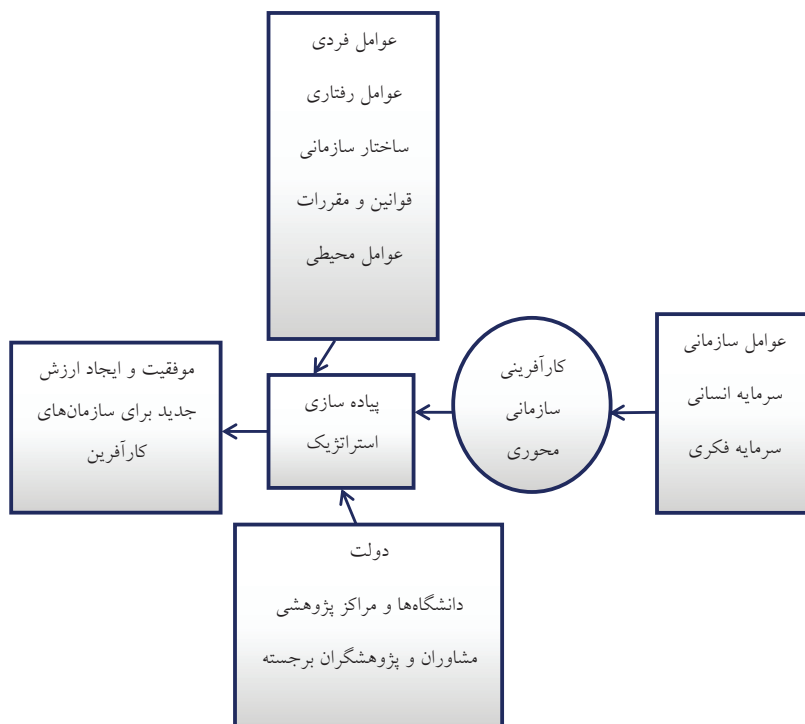 عوامل فردی
عوامل رفتاری
ساختار سازمانی
قوانین و مقررات
عوامل محیطی
عوامل سازمانی
سرمایه انسانی
سرمایه فکری
کارآفرینی
سازمانی
محوری
پیاده سازی
استراتژیک
موفقیت و ایجاد ارزش
جدید برای سازمان‌های
کارآفرین
دولت
دانشگاه‌ها و مراکز پژوهشی
مشاوران و پژوهشگران برجسته